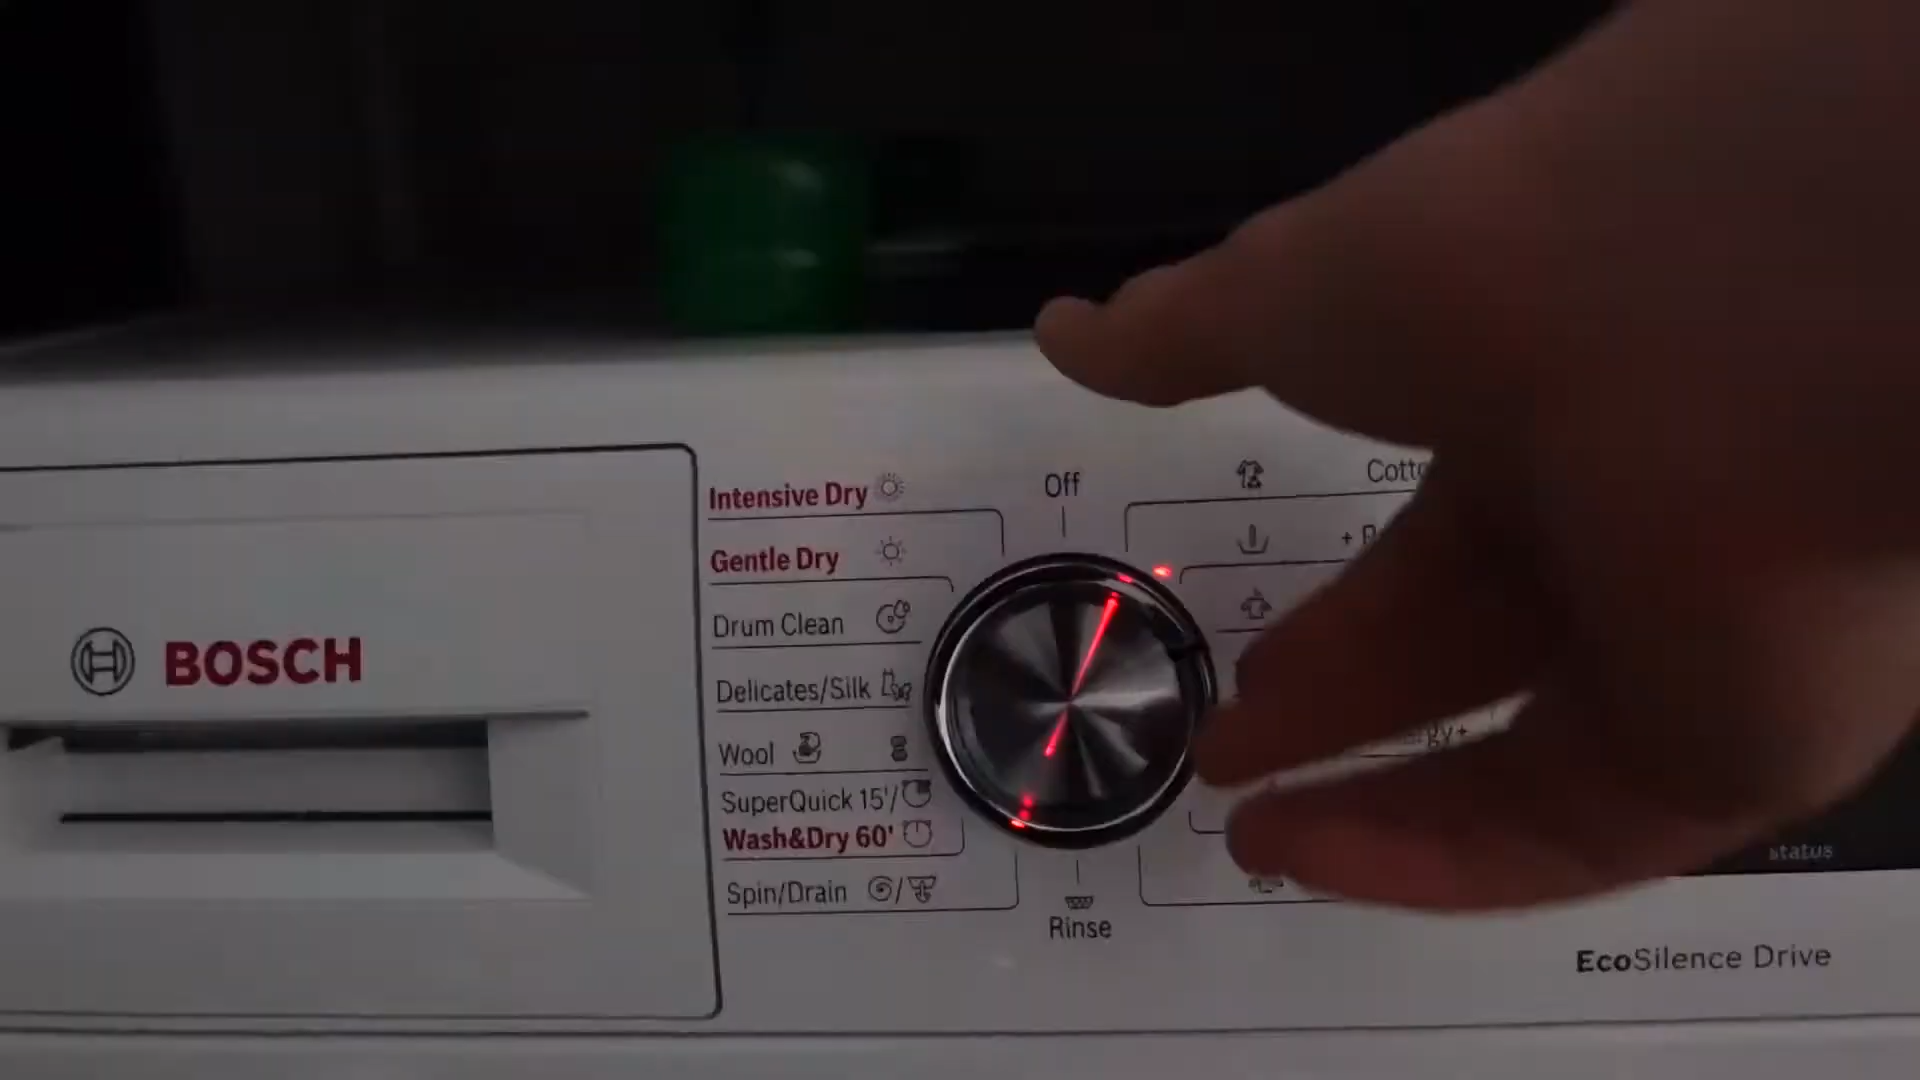 Intensive Dry
Gentle Dry
Drum Clean
Delicates/Silk
Wool
SuperQuick 15'/
Wash&Dry 60'
Spin/Drain
Off
Rinse
BOSCH
status
EcoSilence Drive